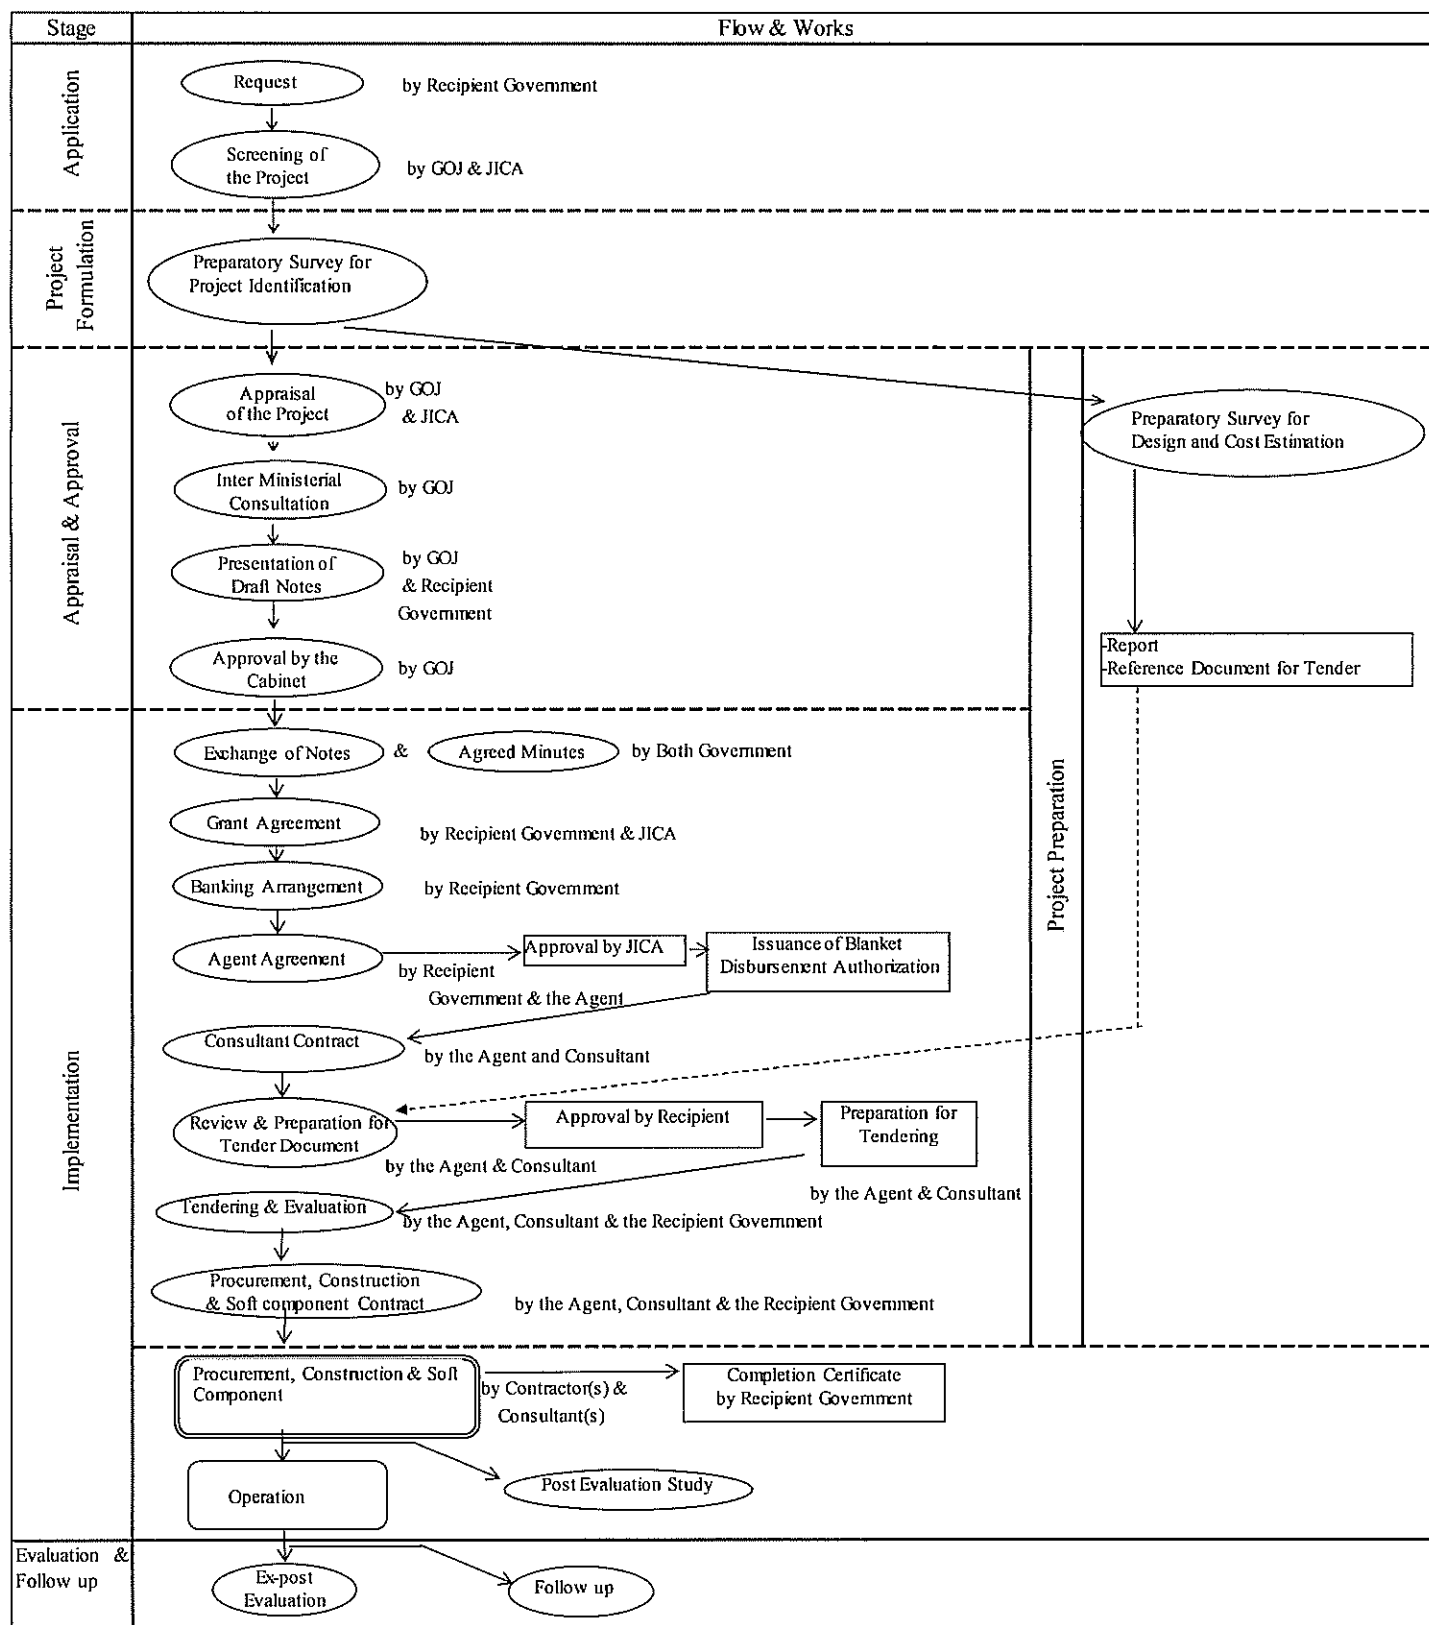 Stage
Flow & Works
Application
Request
by Recipient Government
Screening of
the Project
by GOJ & JICA
Project
Formulation
Preparatory Survey for
Project Identification
Appraisal & Approval
Appraisal
of the Project
by GOJ
& JICA
Inter Ministerial
Consultation
by GOJ
Presentation of
Draft Notes
by GOJ
& Recipient
Government
Approval by the
Cabinet
by GOJ
Project Preparation
Preparatory Survey for
Design and Cost Estimation
-Report
-Reference Document for Tender
Implementation
Exchange of Notes
&
Agreed Minutes
by Both Government
Grant Agreement
by Recipient Government & JICA
Banking Arrangement
by Recipient Government
Agent Agreement
by Recipient
Government & the Agent
Approval by JICA
Issuance of Blanket
Disbursement Authorization
Consultant Contract
by the Agent and Consultant
Review & Preparation for
Tender Document
by the Agent & Consultant
Approval by Recipient
Preparation for
Tendering
by the Agent & Consultant
Tendering & Evaluation
by the Agent, Consultant & the Recipient Government
Procurement, Construction
& Soft component Contract
by the Agent, Consultant & the Recipient Government
Procurement, Construction & Soft
Component
by Contractor(s) &
Consultant(s)
Completion Certificate
by Recipient Government
Operation
Post Evaluation Study
Evaluation &
Follow up
Ex-post
Evaluation
Follow up